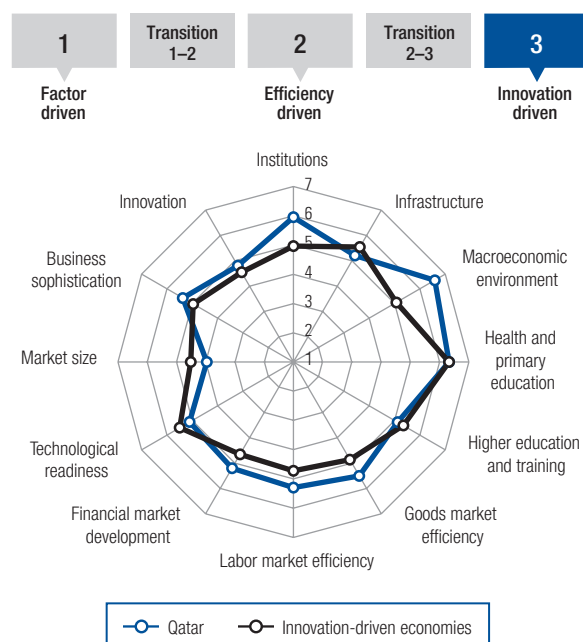 1
Transition
1–2
2
Transition
2–3
3
Factor
driven
Efficiency
driven
Innovation
driven
Institutions
Innovation
Infrastructure
Business
sophistication
Macroeconomic
environment
Market size
Health and
primary
education
Technological
readiness
Higher education
and training
Financial market
development
Goods market
efficiency
Labor market efficiency
7
6
5
4
3
2
1
Qatar
Innovation-driven economies